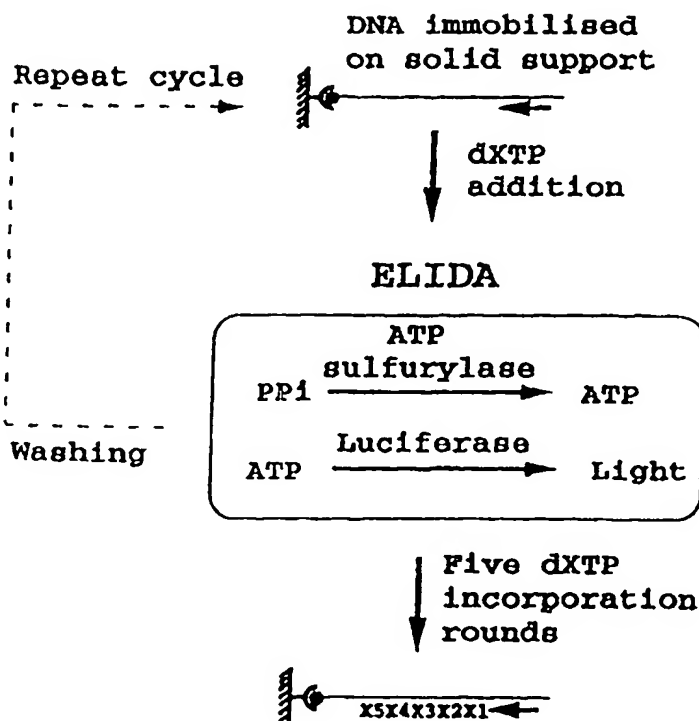 DNA immobilised
on solid support
Repeat cycle
dXTP
addition
ELIDA
ATP
sulfurylase
PPi
ATP
Luciferase
ATP
Light
Washing
Five dXTP
incorporation
rounds
X5X4X3X2X1